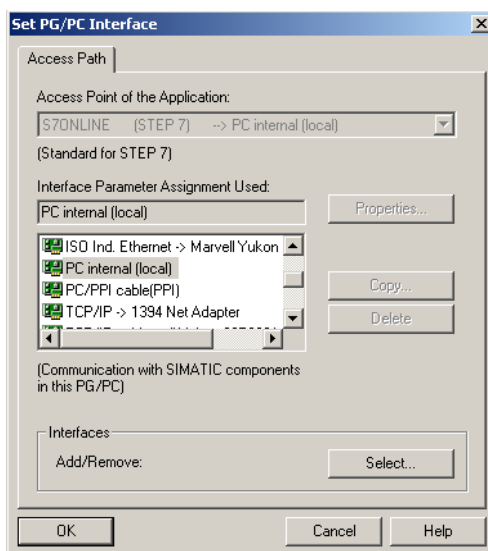 Set PG/PC Interface
Access Path
Access Point of the Application:
S7ONLINE (STEP 7) --> PC internal (local)
(Standard for STEP 7)
Interface Parameter Assignment Used:
PC internal (local)
Properties...
ISO Ind. Ethernet -> Marvell Yukon
PC internal (local)
PC/PPI cable(PPI)
TCP/IP -> 1394 Net Adapter
Copy...
Delete
(Communication with SIMATIC components
in this PG/PC)
Interfaces
Add/Remove:
Select...
OK
Cancel
Help